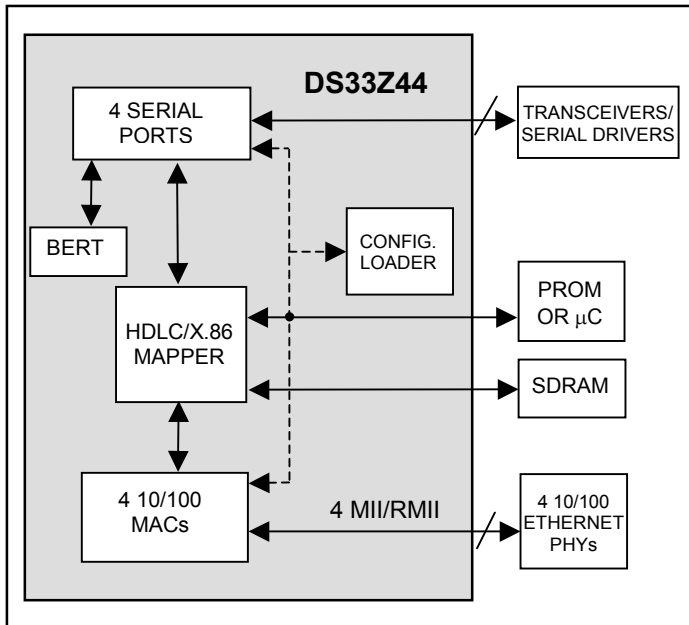 DS33Z44
4 SERIAL
PORTS
TRANSCEIVERS/
SERIAL DRIVERS
BERT
CONFIG.
LOADER
HDLC/X.86
MAPPER
PROM
OR μC
SDRAM
4 10/100
MACs
4 MII/RMII
4 10/100
ETHERNET
PHYs